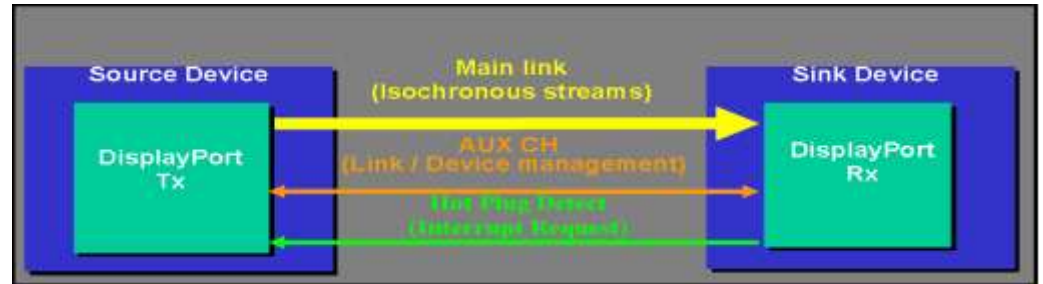 Source Device
DisplayPort
Tx
Main link
(Isochronous streams)
AUX CH
(Link / Device management)
Hot Plug Detect
(Interrupt Request)
Sink Device
DisplayPort
Rx